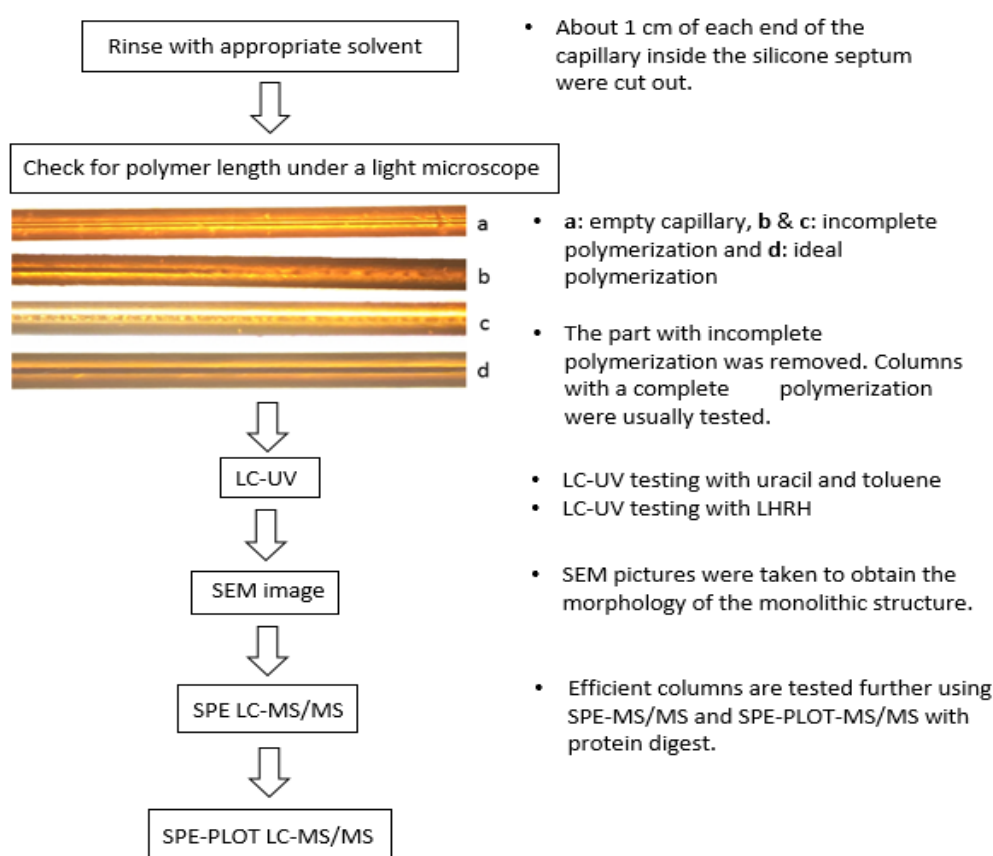 Rinse with appropriate solvent
• About 1 cm of each end of the
capillary inside the silicone septum
were cut out.
Check for polymer length under a light microscope
a
b
c
d
• a: empty capillary, b & c: incomplete
polymerization and d: ideal
polymerization
• The part with incomplete
polymerization was removed. Columns
with a complete polymerization
were usually tested.
LC-UV
• LC-UV testing with uracil and toluene
• LC-UV testing with LHRH
SEM image
• SEM pictures were taken to obtain the
morphology of the monolithic structure.
SPE LC-MS/MS
• Efficient columns are tested further using
SPE-MS/MS and SPE-PLOT-MS/MS with
protein digest.
SPE-PLOT LC-MS/MS